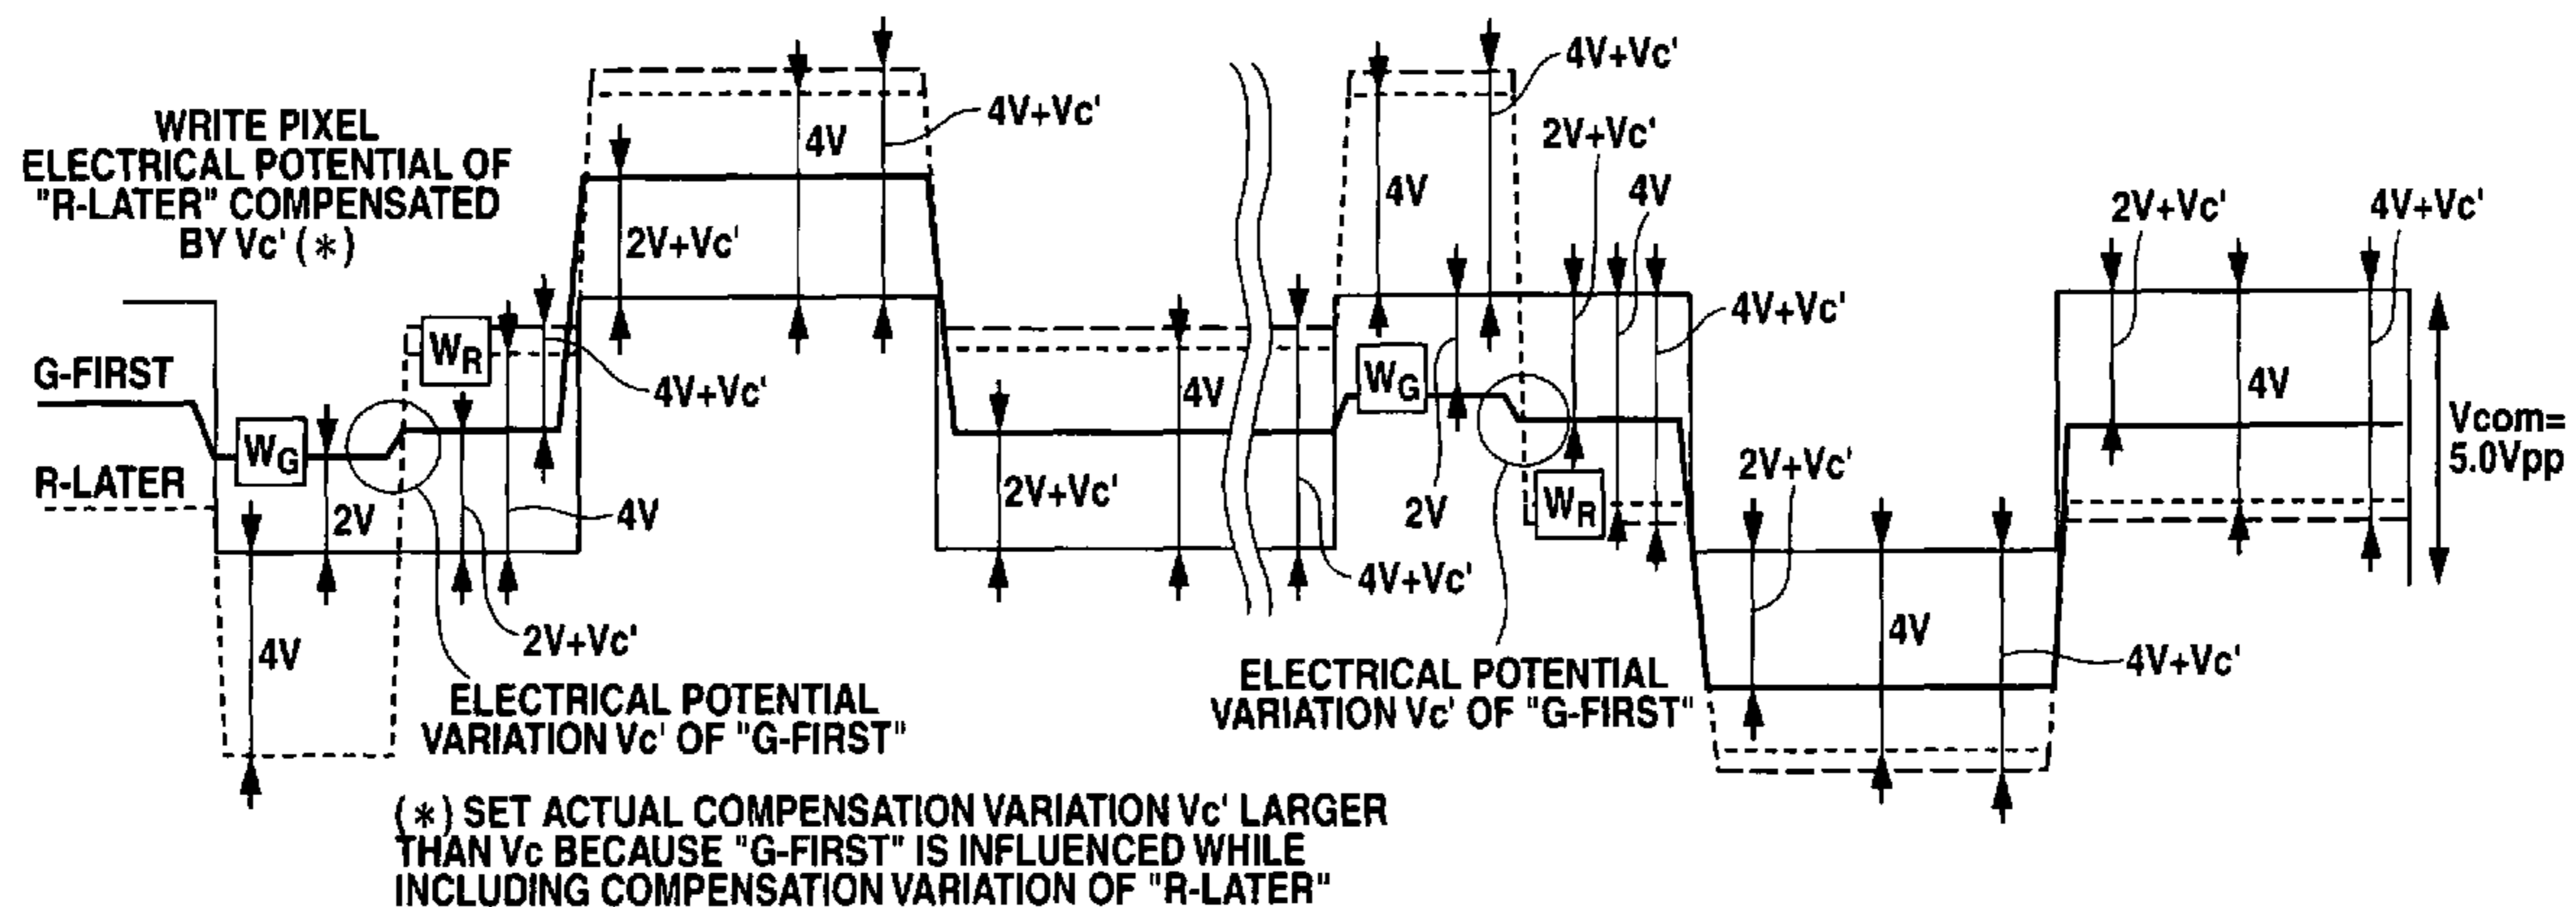 WRITE PIXEL
ELECTRICAL POTENTIAL OF
"R-LATER" COMPENSATED
BY Vc' (*)
G-FIRST
R-LATER
WG
2V
4V
WR
4V+Vc'
4V
2V+Vc'
2V+Vc'
4V
4V+Vc'
ELECTRICAL POTENTIAL
VARIATION Vc' OF "G-FIRST"
2V+Vc'
4V
4V+Vc'
4V
4V+Vc'
WG
2V
2V+Vc'
4V
4V+Vc'
WR
ELECTRICAL POTENTIAL
VARIATION Vc' OF "G-FIRST"
2V+Vc'
4V
4V+Vc'
2V+Vc'
4V
4V+Vc'
Vcom=
5.0Vpp
(*) SET ACTUAL COMPENSATION VARIATION Vc' LARGER
THAN Vc BECAUSE "G-FIRST" IS INFLUENCED WHILE
INCLUDING COMPENSATION VARIATION OF "R-LATER"